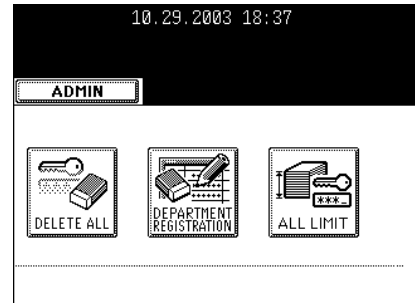 10.29.2003 18:37
ADMIN
DELETE ALL
DEPARTMENT
REGISTRATION
ALL LIMIT
***_